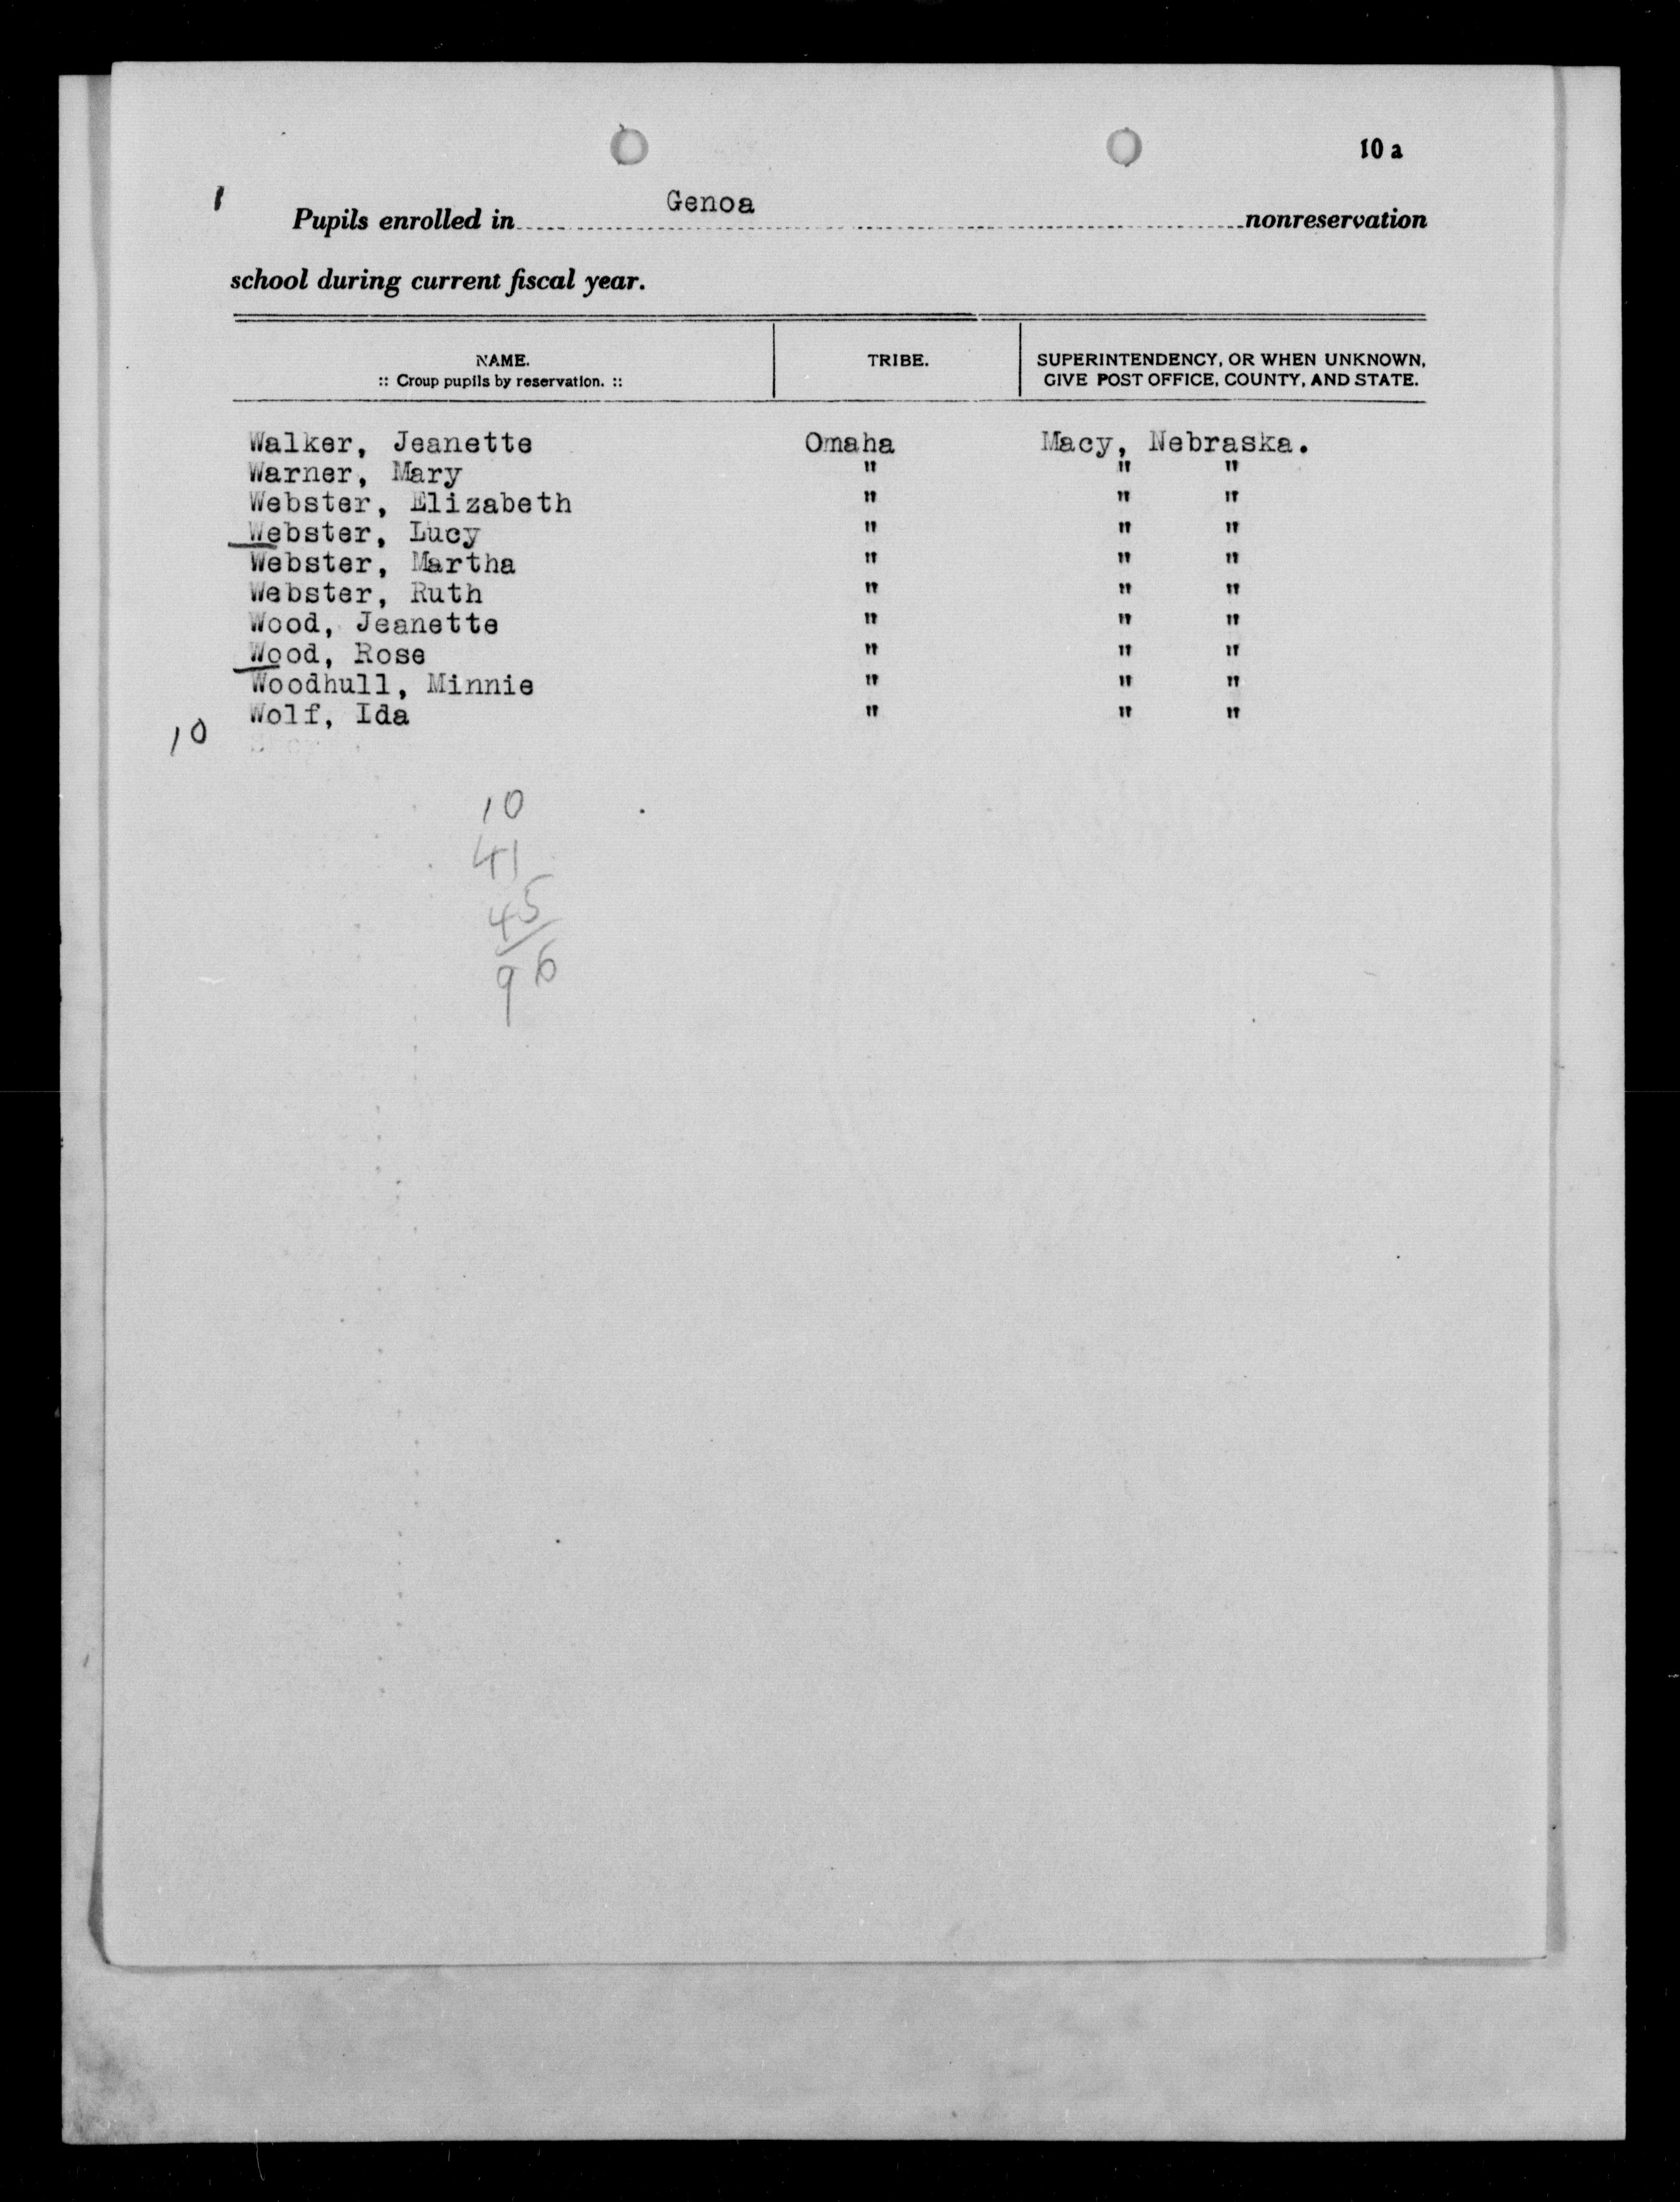 10 a
1
Pupils enrolled in Genoa nonreservation
school during current fiscal year.
NAME. TRIBE. SUPERINTENDENCY, OR WHEN UNKNOWN,
:: Group pupils by reservation. :: GIVE POST OFFICE, COUNTY, AND STATE.
Walker, Jeanette Omaha Macy, Nebraska.
Warner, Mary " " "
Webster, Elizabeth " " "
Webster, Lucy " " "
Webster, Martha " " "
Webster, Ruth " " "
Wood, Jeanette " " "
Wood, Rose " " "
Woodhull, Minnie " " "
Wolf, Ida " " "
10
10
41
45
96